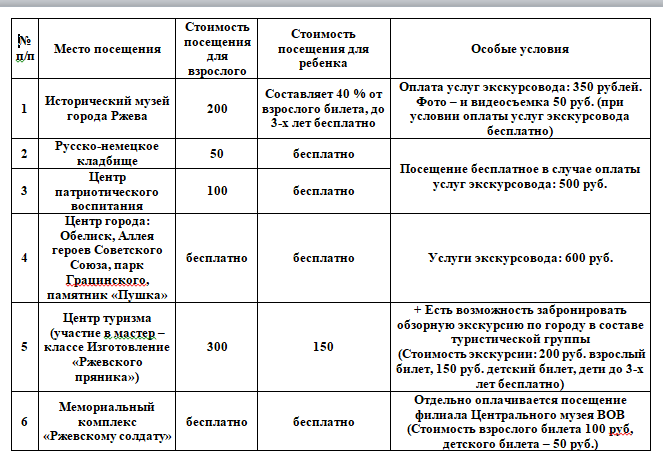 № п/п
Место посещения
Стоимость посещения для взрослого
Стоимость посещения для ребенка
Особые условия
1
Исторический музей
города Ржева
200
Составляет 40 % от
взрослого билета, до
3-х лет бесплатно
Оплата услуг экскурсовода: 350 рублей.
Фото – и видеосъемка 50 руб. (при
условии оплаты услуг экскурсовода
бесплатно)
2
Русско-немецкое
кладбище
50
бесплатно
Посещение бесплатное в случае оплаты
услуг экскурсовода: 500 руб.
3
Центр
патриотического
воспитания
100
бесплатно
4
Центр города:
Обелиск, Аллея
героев Советского
Союза, парк
Грацинского,
памятник «Пушка»
бесплатно
бесплатно
Услуги экскурсовода: 600 руб.
5
Центр туризма
(участие в мастер –
классе Изготовление
«Ржевского
пряника»)
300
150
+ Есть возможность забронировать
обзорную экскурсию по городу в составе
туристической группы
(Стоимость экскурсии: 200 руб. взрослый
билет, 150 руб. детский билет, дети до 3-х
лет бесплатно)
6
Мемориальный
комплекс
«Ржевскому солдату»
бесплатно
бесплатно
Отдельно оплачивается посещение
филиала Центрального музея ВОВ
(Стоимость взрослого билета 100 руб,
детского билета – 50 руб.)